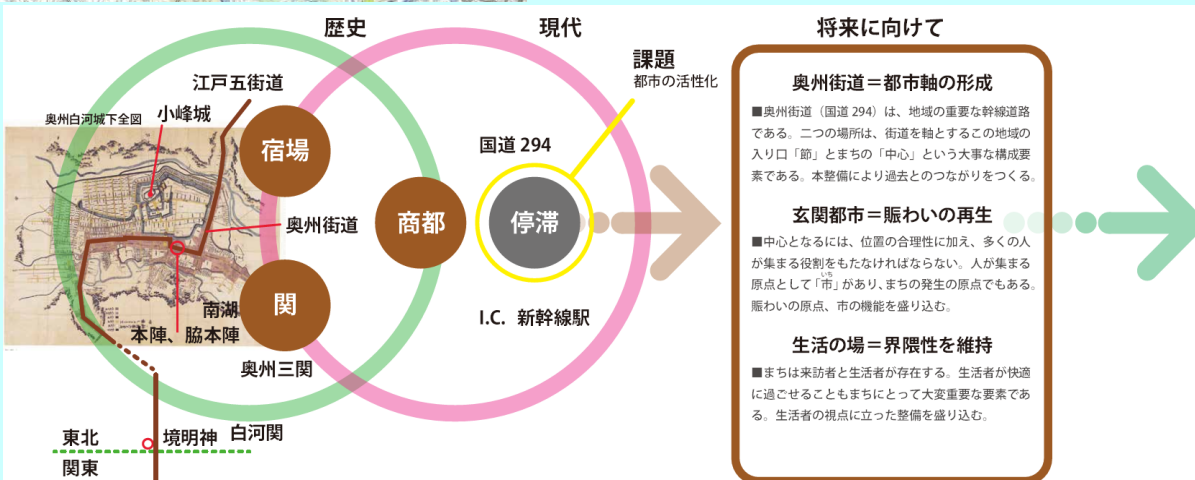 歴史
現代
将来に向けて
江戸五街道
奥州白河城下全図
小峰城
宿場
奥州街道
商都
関
南湖
本陣、脇本陣
奥州三関
白河関
東北
境明神
関東
課題
都市の活性化
国道 294
停滞
I.C. 新幹線駅
奥州街道＝都市軸の形成
■奥州街道（国道 294）は、地域の重要な幹線道路
である。二つの場所は、街道を軸とするこの地域の
入り口「節」とまちの「中心」という大事な構成要
素である。本整備により過去とのつながりをつくる。
玄関都市＝賑わいの再生
■中心となるには、位置の合理性に加え、多くの人
が集まる役割をもたなければならない。人が集まる
いち
原点として「市」があり、まちの発生の原点でもある。
賑わいの原点、市の機能を盛り込む。
生活の場＝界隈性を維持
■まちは来訪者と生活者が存在する。生活者が快適
に過ごせることもまちにとって大変重要な要素であ
る。生活者の視点に立った整備を盛り込む。